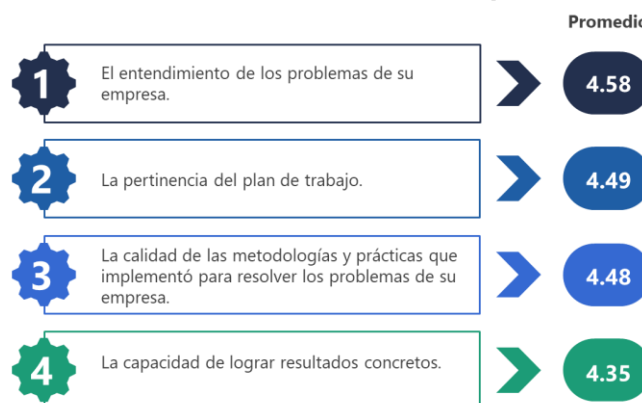 Promedio
1
El entendimiento de los problemas de su
empresa.
4.58
2
La pertinencia del plan de trabajo.
4.49
3
La calidad de las metodologías y prácticas que
implementó para resolver los problemas de su
empresa.
4.48
4
La capacidad de lograr resultados concretos.
4.35